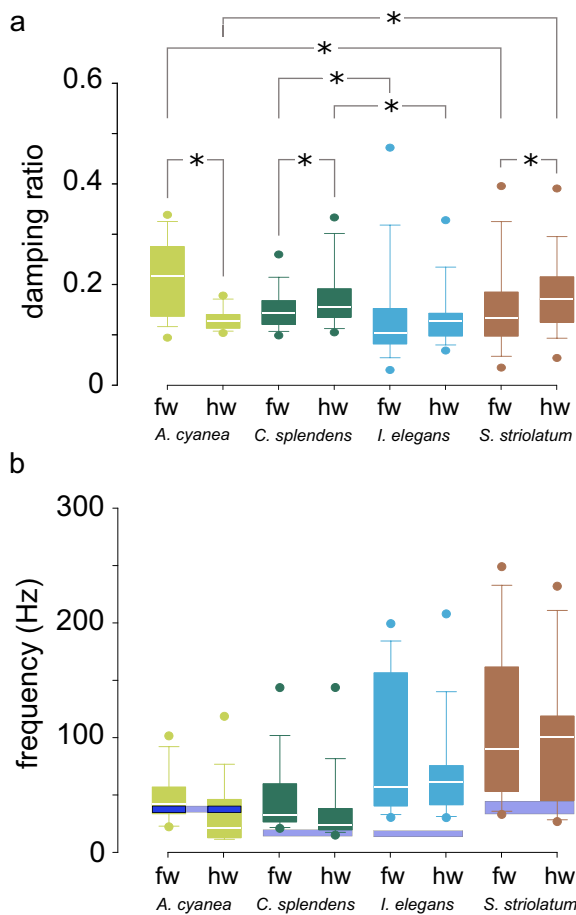 a
* * * * * * *
damping ratio
0.6
0.4
0.2
0
fw hw fw hw fw hw fw hw
A. cyanea C. splendens I. elegans S. striolatum
b
frequency (Hz)
300
200
100
0
fw hw fw hw fw hw fw hw
A. cyanea C. splendens I. elegans S. striolatum